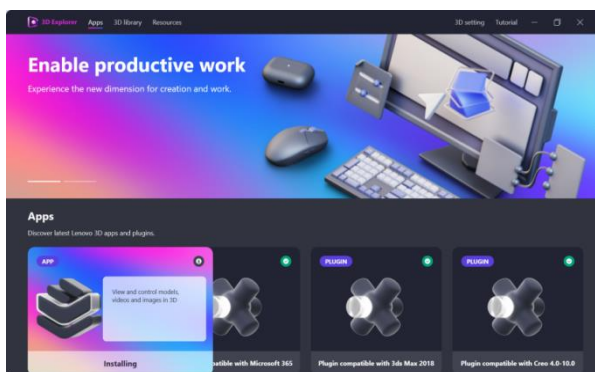 3D Explorer Apps 3D library Resources 3D setting Tutorial
Enable productive work
Experience the new dimension for creation and work.
Apps
Discover latest Lenovo 3D apps and plugins.
APP PLUGIN PLUGIN
View and control models,
videos and images in 3D
Installing patible with Microsoft 365 Plugin compatible with 3ds Max 2018 Plugin compatible with Creo 4.0-10.0